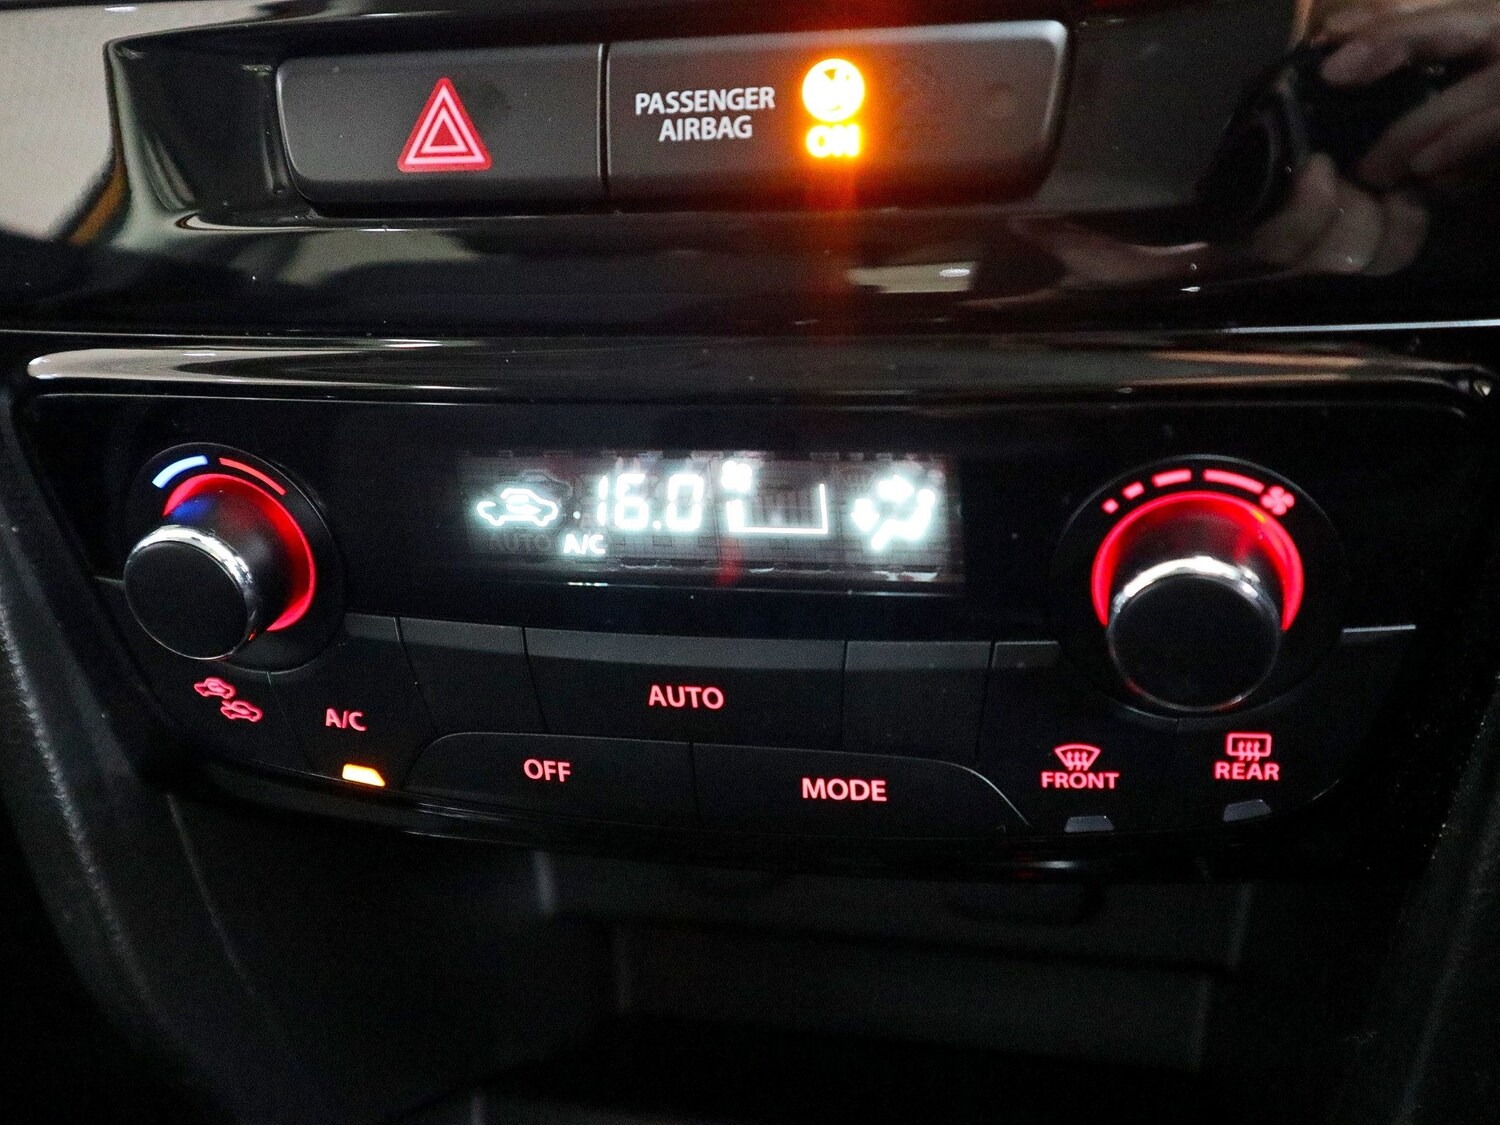 PASSENGER
AIRBAG
ON
16.0
A/C
A/C
AUTO
OFF
MODE
FRONT
REAR